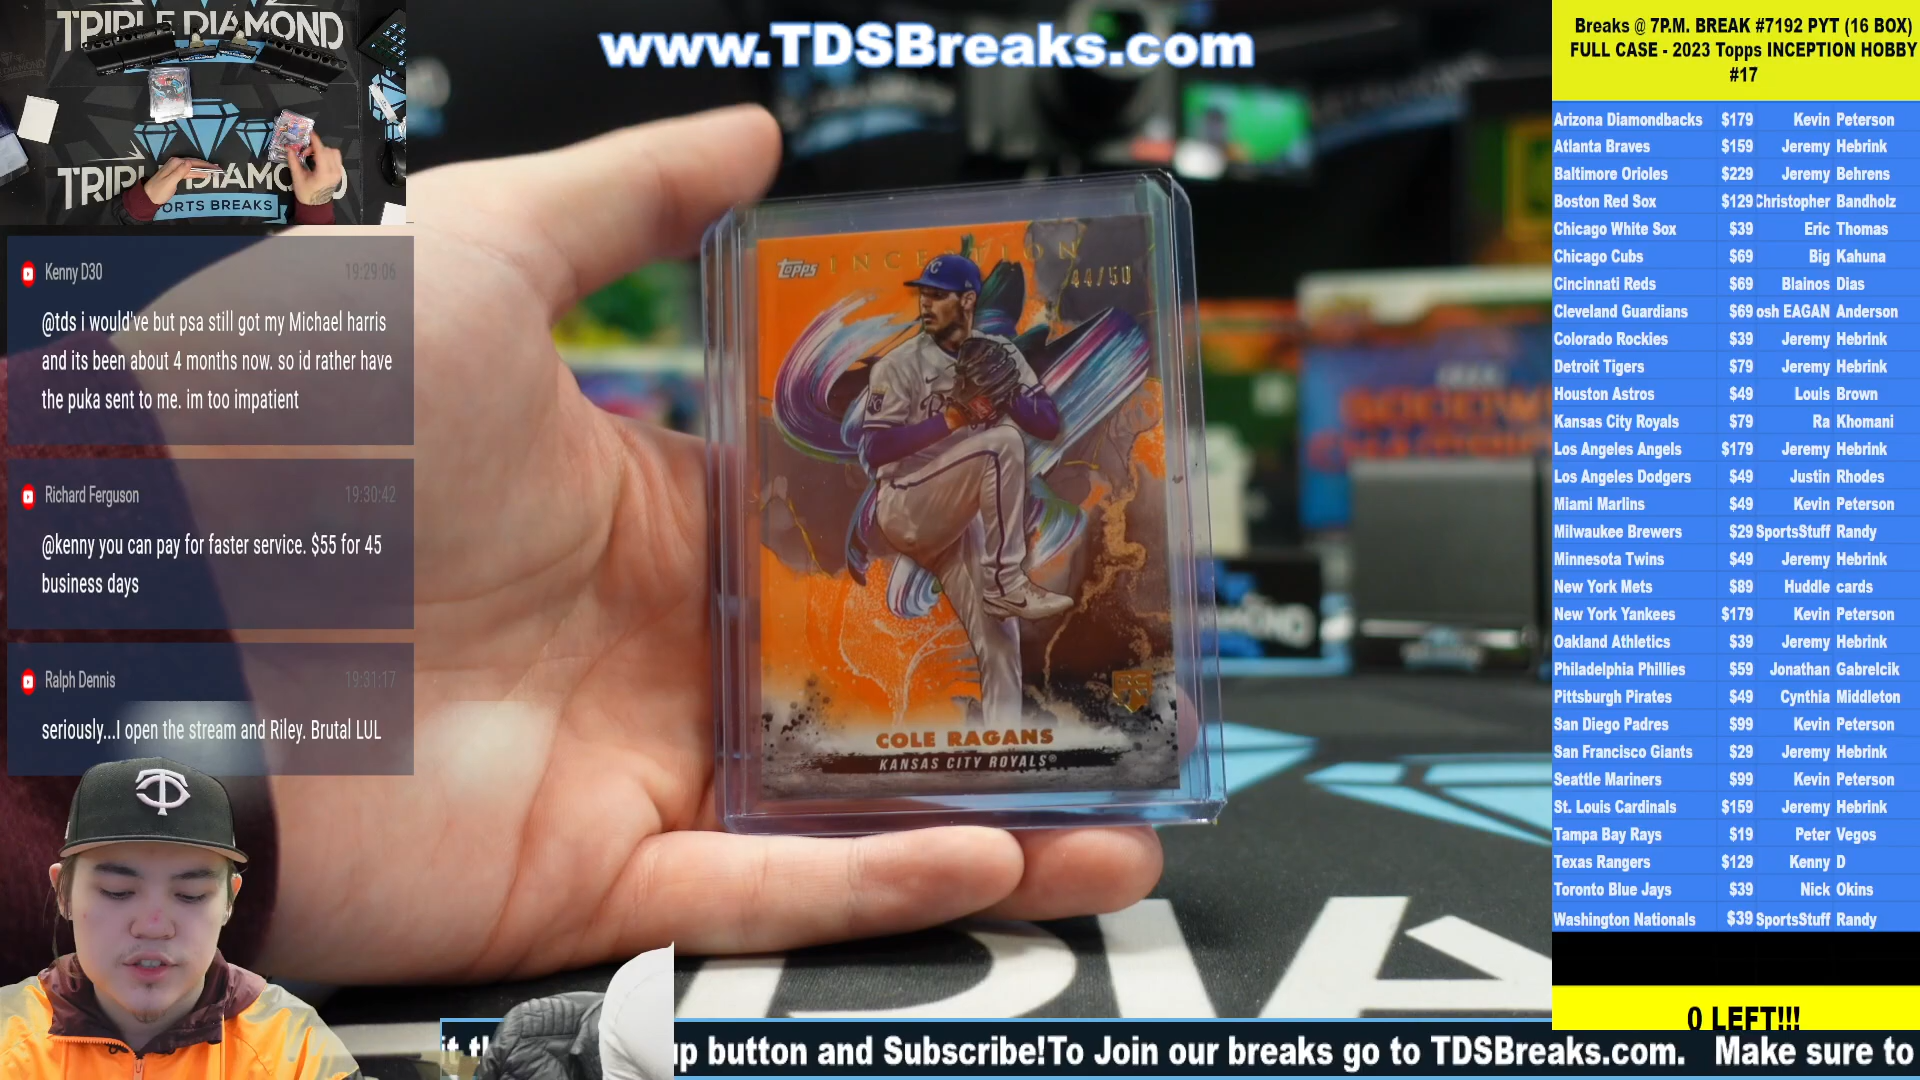 www.TDSBreaks.com
TRIPLE DIAMOND
TRIPLE DIAMOND
ORTS BREAKS
Kenny D30 19:29:06
@tds i would've but psa still got my Michael harris
and its been about 4 months now. so id rather have
the puka sent to me. im too impatient
Richard Ferguson 19:30:42
@kenny you can pay for faster service. $55 for 45
business days
Ralph Dennis 19:31:17
seriously...I open the stream and Riley. Brutal LUL
TOPPS INCEPTION
44/50
RC
COLE RAGANS
KANSAS CITY ROYALS®
Breaks @ 7P.M. BREAK #7192 PYT (16 BOX)
FULL CASE - 2023 Topps INCEPTION HOBBY
#17
Arizona Diamondbacks $179 Kevin Peterson
Atlanta Braves $159 Jeremy Hebrink
Baltimore Orioles $229 Jeremy Behrens
Boston Red Sox $129 Christopher Bandholz
Chicago White Sox $39 Eric Thomas
Chicago Cubs $69 Big Kahuna
Cincinnati Reds $69 Blainos Dias
Cleveland Guardians $69 osh EAGAN Anderson
Colorado Rockies $39 Jeremy Hebrink
Detroit Tigers $79 Jeremy Hebrink
Houston Astros $49 Louis Brown
Kansas City Royals $79 Ra Khomani
Los Angeles Angels $179 Jeremy Hebrink
Los Angeles Dodgers $49 Justin Rhodes
Miami Marlins $49 Kevin Peterson
Milwaukee Brewers $29 SportsStuff Randy
Minnesota Twins $49 Jeremy Hebrink
New York Mets $89 Huddle cards
New York Yankees $179 Kevin Peterson
Oakland Athletics $39 Jeremy Hebrink
Philadelphia Phillies $59 Jonathan Gabrelcik
Pittsburgh Pirates $49 Cynthia Middleton
San Diego Padres $99 Kevin Peterson
San Francisco Giants $29 Jeremy Hebrink
Seattle Mariners $99 Kevin Peterson
St. Louis Cardinals $159 Jeremy Hebrink
Tampa Bay Rays $19 Peter Vegos
Texas Rangers $129 Kenny D
Toronto Blue Jays $39 Nick Okins
Washington Nationals $39 SportsStuff Randy
0 LEFT!!!
up button and Subscribe!To Join our breaks go to TDSBreaks.com. Make sure to